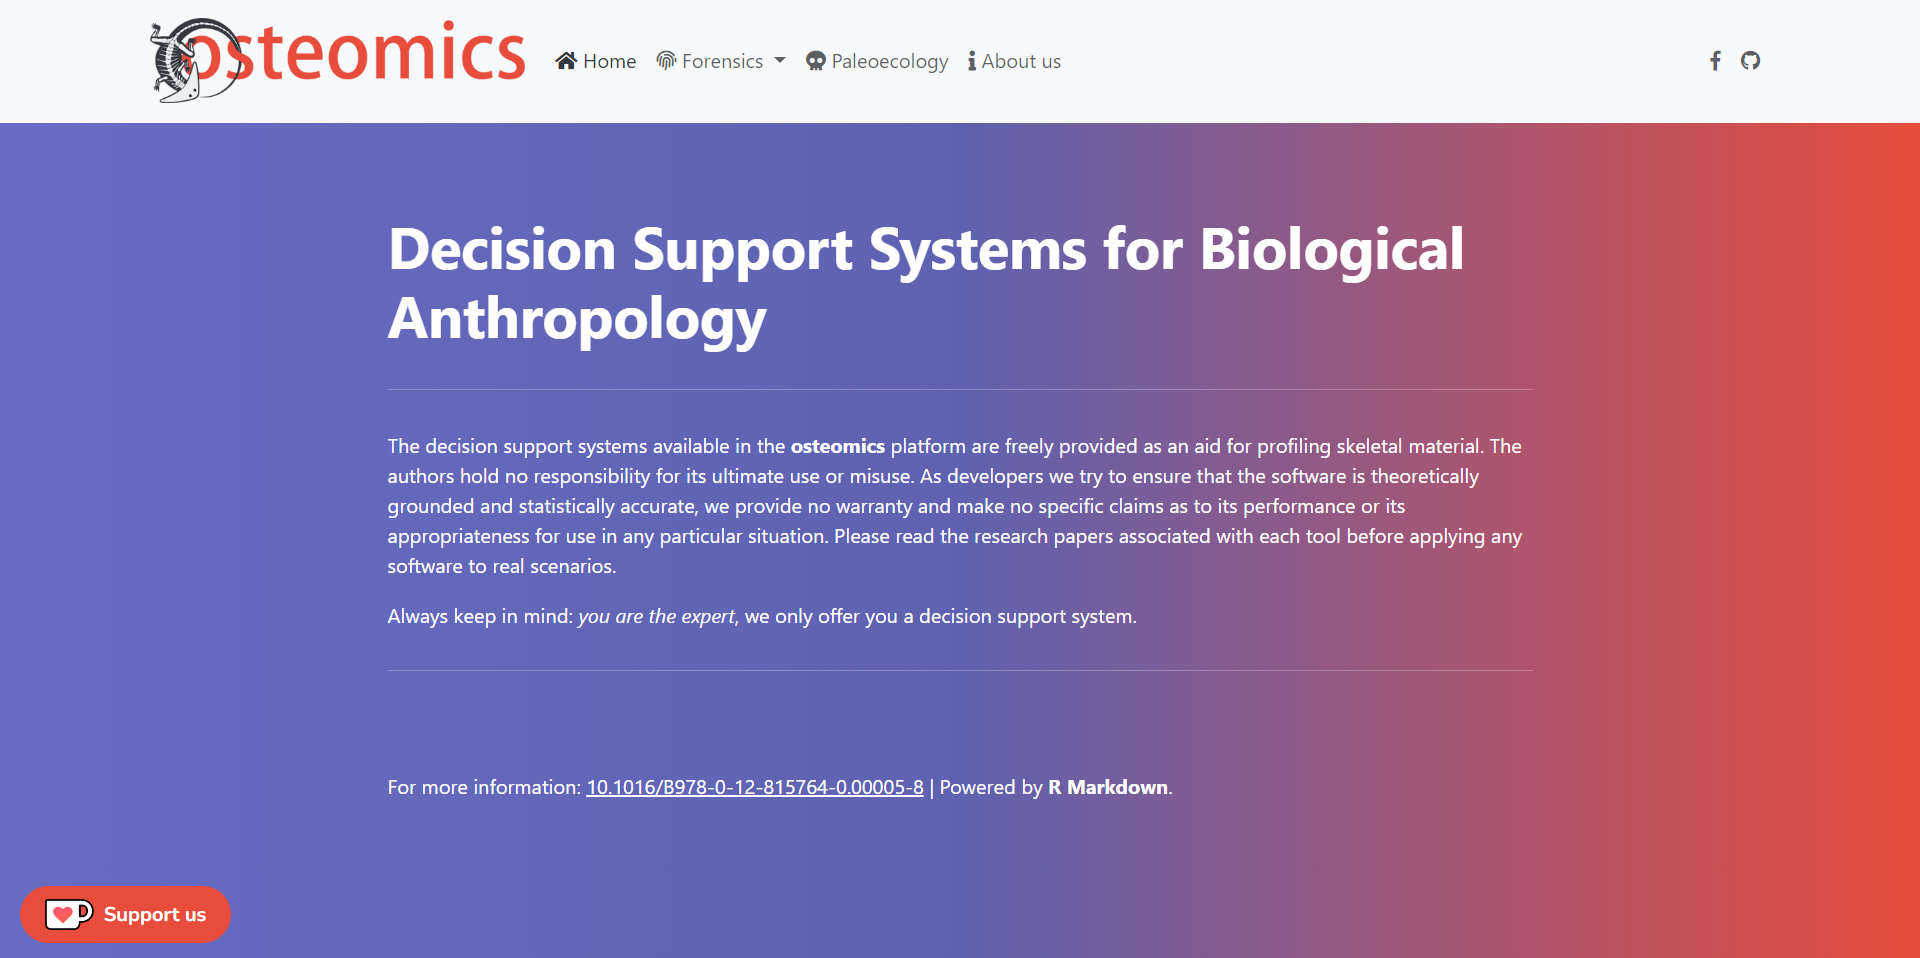 osteomics
Home Forensics Paleoecology About us
Decision Support Systems for Biological
Anthropology
The decision support systems available in the osteomics platform are freely provided as an aid for profiling skeletal material. The
authors hold no responsibility for its ultimate use or misuse. As developers we try to ensure that the software is theoretically
grounded and statistically accurate, we provide no warranty and make no specific claims as to its performance or its
appropriateness for use in any particular situation. Please read the research papers associated with each tool before applying any
software to real scenarios.
Always keep in mind: you are the expert, we only offer you a decision support system.
For more information: 10.1016/B978-0-12-815764-0.00005-8 | Powered by R Markdown.
Support us